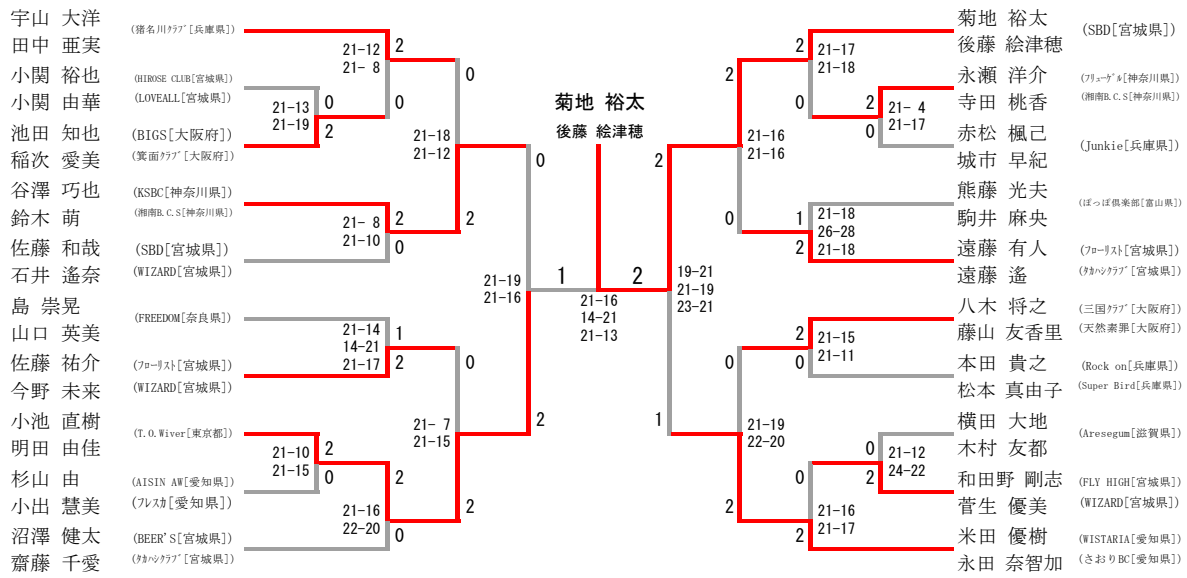 宇山 大洋
(猪名川クラブ[兵庫県])
田中 亜実
小関 裕也
(HIROSE CLUB[宮城県])
小関 由華
(LOVEALL[宮城県])
池田 知也
(BIGS[大阪府])
稲次 愛美
(箕面クラブ[大阪府])
谷澤 巧也
(KSBC[神奈川県])
鈴木 萌
(湘南B.C.S[神奈川県])
佐藤 和哉
(SBD[宮城県])
石井 遙奈
(WIZARD[宮城県])
島 崇晃
(FREEDOM[奈良県])
山口 英美
佐藤 祐介
(フローリスト[宮城県])
今野 未来
(WIZARD[宮城県])
小池 直樹
(T.O.Wiver[東京都])
明田 由佳
杉山 由
(AISIN AW[愛知県])
小出 慧美
(フレスカ[愛知県])
沼澤 健太
(BEER'S[宮城県])
齋藤 千愛
(タカハシクラブ[宮城県])
21-12 2
21- 8
0
21-13 0
21-19
2
0
21-18
21-12
2
21- 8 2
21-10
0
0
21-19
21-16
2
21-14 1
14-21
21-17 2
0
21- 7
21-15
2
21-10 2
21-15
0
2
21-16
22-20
0
菊地 裕太
後藤 絵津穂
1 2
21-16
14-21
21-13
2
19-21
21-19
23-21
1
2
21-16
21-16
0
2 21-17
21-18
0
2 21- 4
21-17
0
1 21-18
26-28
2 21-18
0
21-19
22-20
2
2 21-15
21-11
0
0
21-16
21-17
2
0 21-12
24-22
2
菊地 裕太
(SBD[宮城県])
後藤 絵津穂
永瀬 洋介
(フリューゲル[神奈川県])
寺田 桃香
(湘南B.C.S[神奈川県])
赤松 楓己
(Junkie[兵庫県])
城市 早紀
熊藤 光夫
(ぽっぽ倶楽部[富山県])
駒井 麻央
遠藤 有人
(フローリスト[宮城県])
遠藤 遙
(タカハシクラブ[宮城県])
八木 将之
(三国クラブ[大阪府])
藤山 友香里
(天然素罪[大阪府])
本田 貴之
(Rock on[兵庫県])
松本 真由子
(Super Bird[兵庫県])
横田 大地
(Aresegum[滋賀県])
木村 友都
和田野 剛志
(FLY HIGH[宮城県])
菅生 優美
(WIZARD[宮城県])
米田 優樹
(WISTARIA[愛知県])
永田 奈智加
(さおりBC[愛知県])